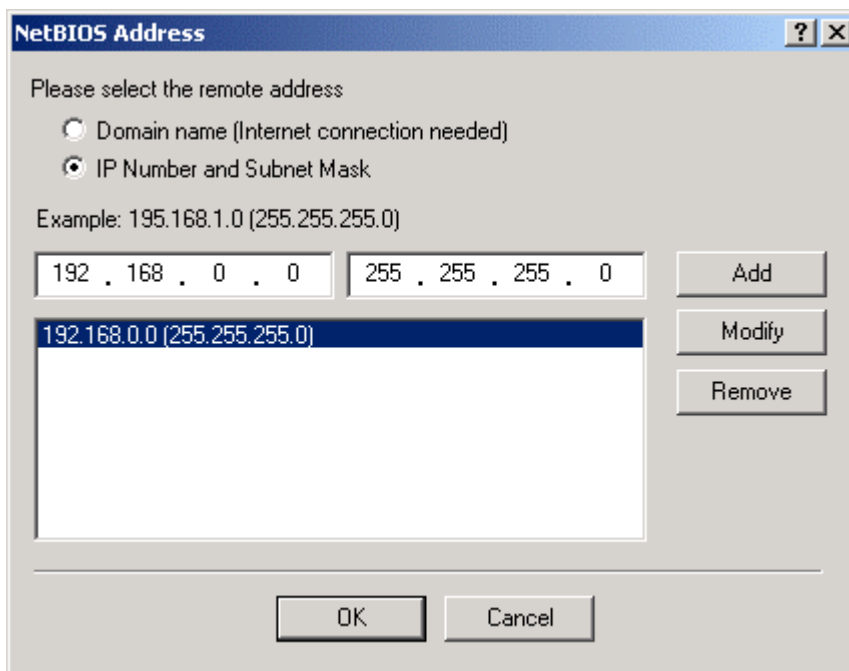 NetBIOS Address
Please select the remote address
Domain name (Internet connection needed)
IP Number and Subnet Mask
Example: 195.168.1.0 (255.255.255.0)
192 . 168 . 0 . 0 255 . 255 . 255 . 0 Add
192.168.0.0 (255.255.255.0) Modify
Remove
OK Cancel